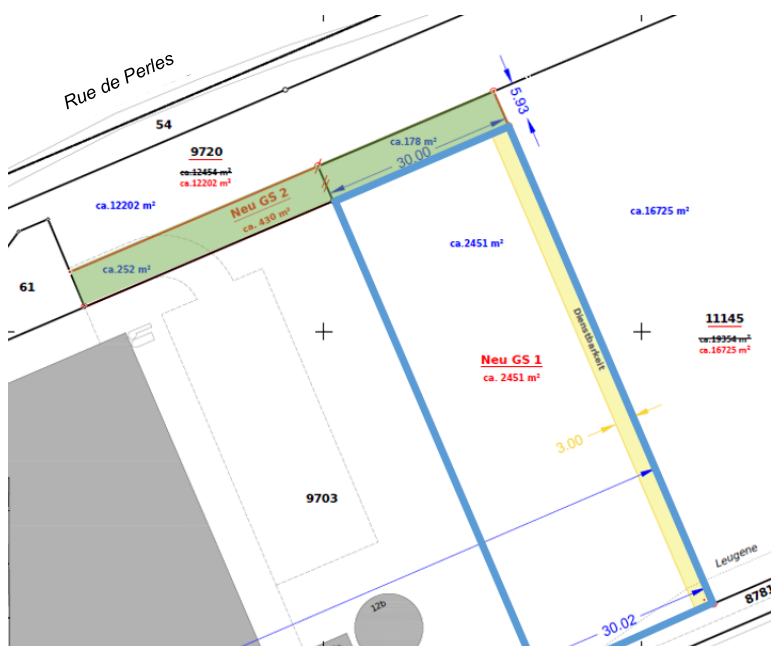 Rue de Perles
54
9720
ca.12454 m²
ca.12202 m²
ca.12202 m²
5.93
ca.178 m²
30.00
Neu GS 2
ca. 430 m²
ca.252 m²
61
ca.16725 m²
ca.2451 m²
11145
ca.19354 m²
ca.16725 m²
Dienstbarkeit
Neu GS 1
ca. 2451 m²
3.00
9703
Leugene
8781
12b
30.02